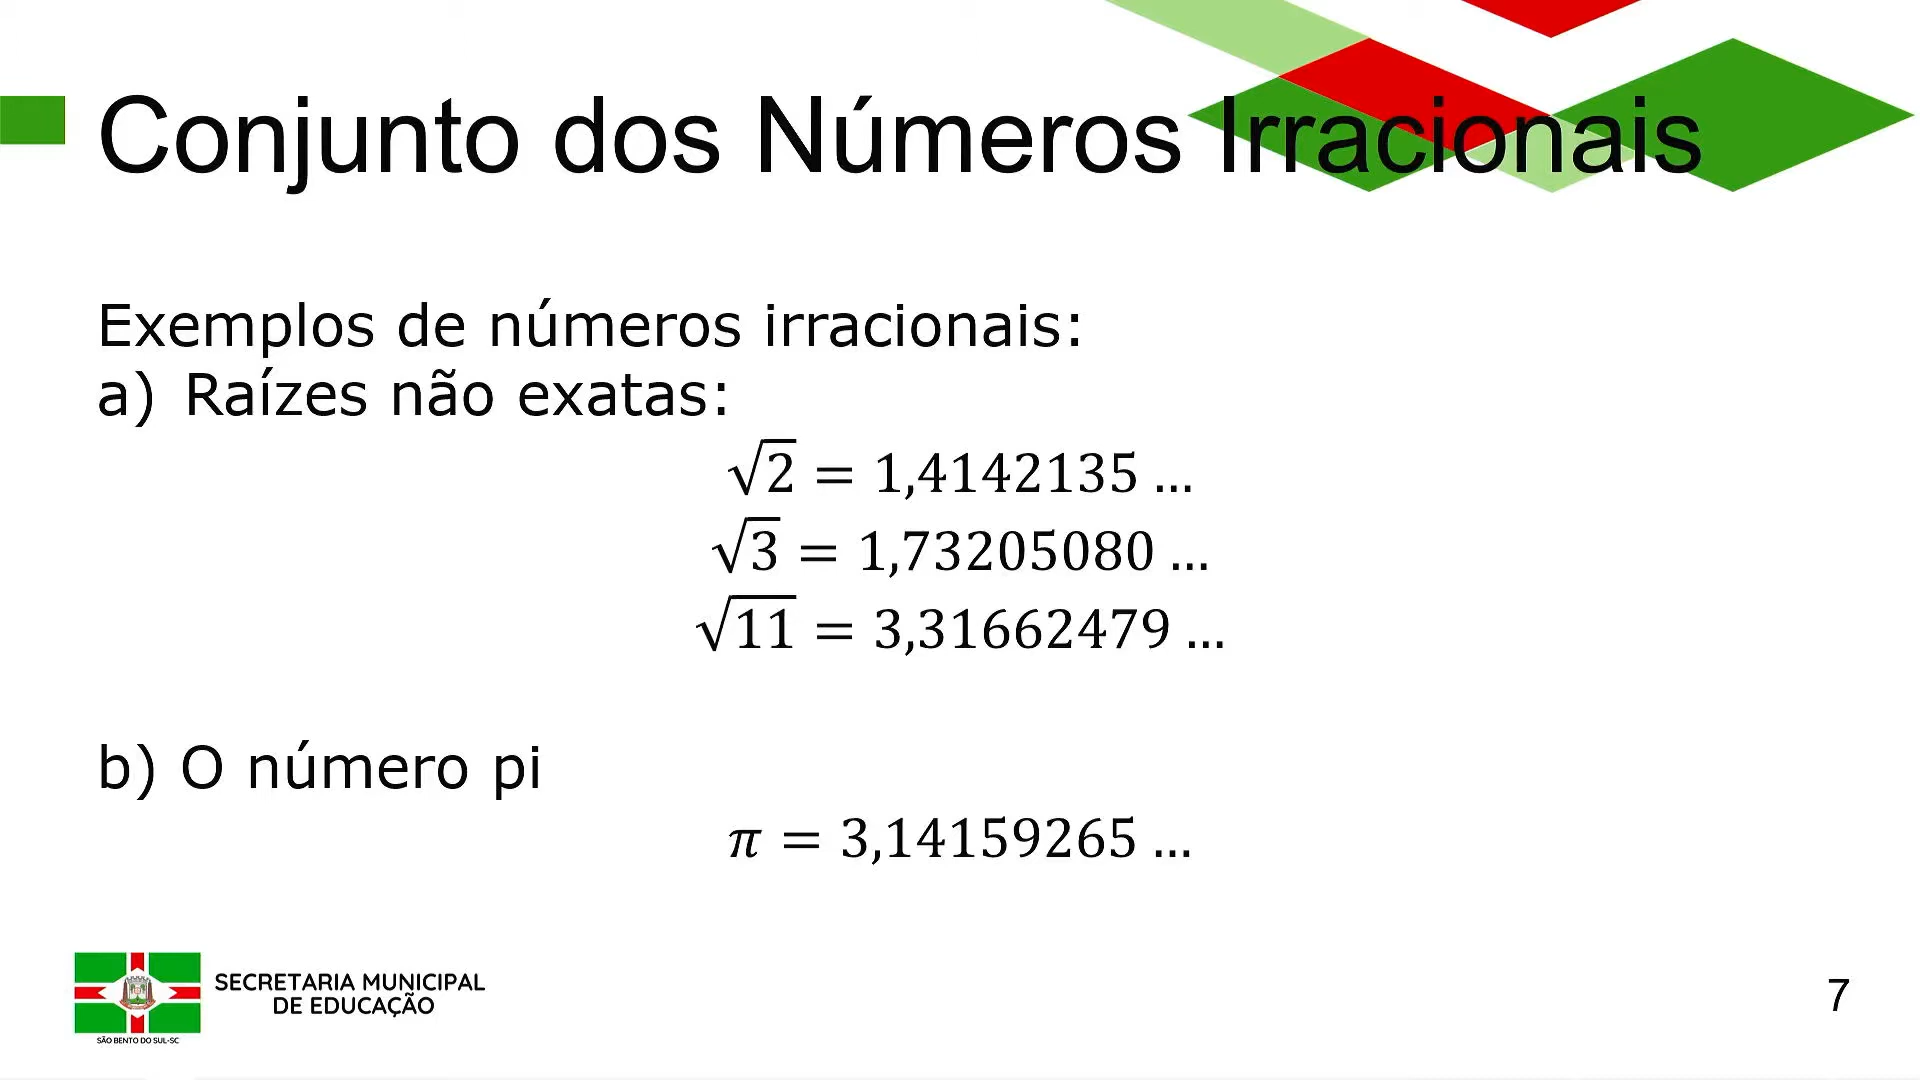 Conjunto dos Números Irracionais
Exemplos de números irracionais:
a) Raízes não exatas:
√2 = 1,4142135 ...
√3 = 1,73205080 ...
√11 = 3,31662479 ...
b) O número pi
π = 3,14159265 ...
SECRETARIA MUNICIPAL
DE EDUCAÇÃO
SÃO BENTO DO SUL-SC
7